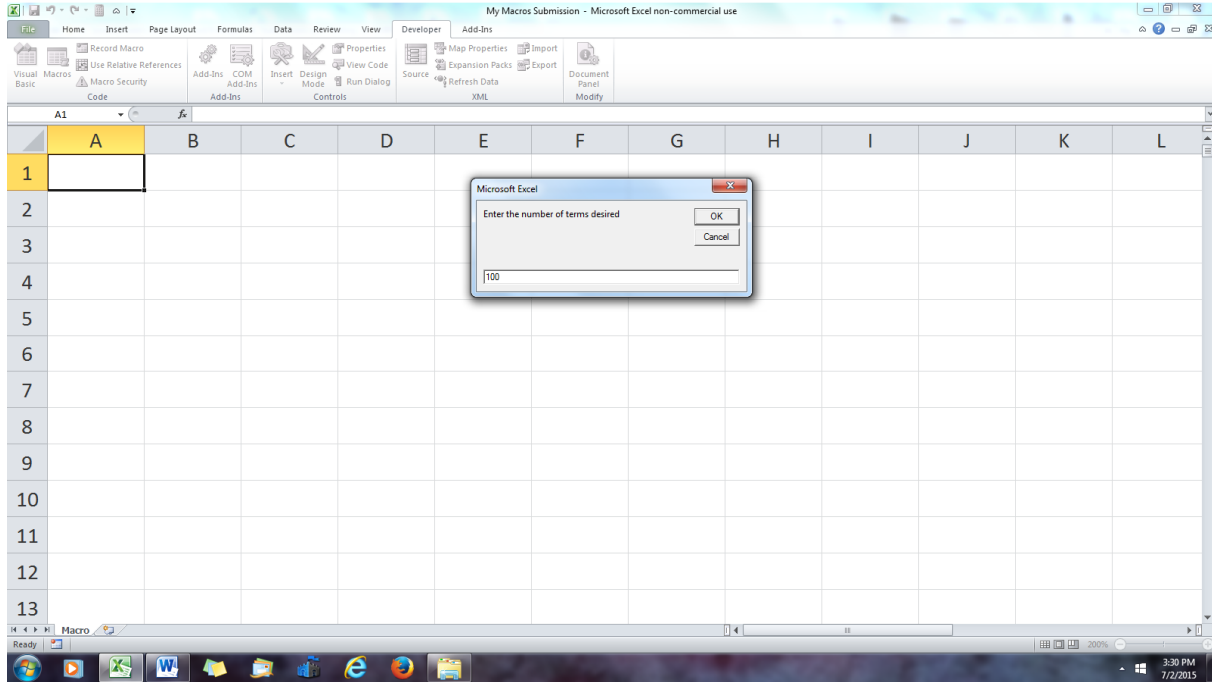 My Macros Submission - Microsoft Excel non-commercial use
File Home Insert Page Layout Formulas Data Review View Developer Add-Ins
Visual Basic
Macros
Record Macro
Use Relative References
Macro Security
Code
Add-Ins
COM Add-Ins
Add-Ins
Insert
Design Mode
Properties
View Code
Run Dialog
Controls
Source
Map Properties
Expansion Packs
Refresh Data
Import
Export
XML
Document Panel
Modify
A1
fx
A B C D E F G H I J K L
1
2
3
4
5
6
7
8
9
10
11
12
13
Microsoft Excel
Enter the number of terms desired
OK
Cancel
100
Macro
Ready
200%
3:30 PM
7/2/2015